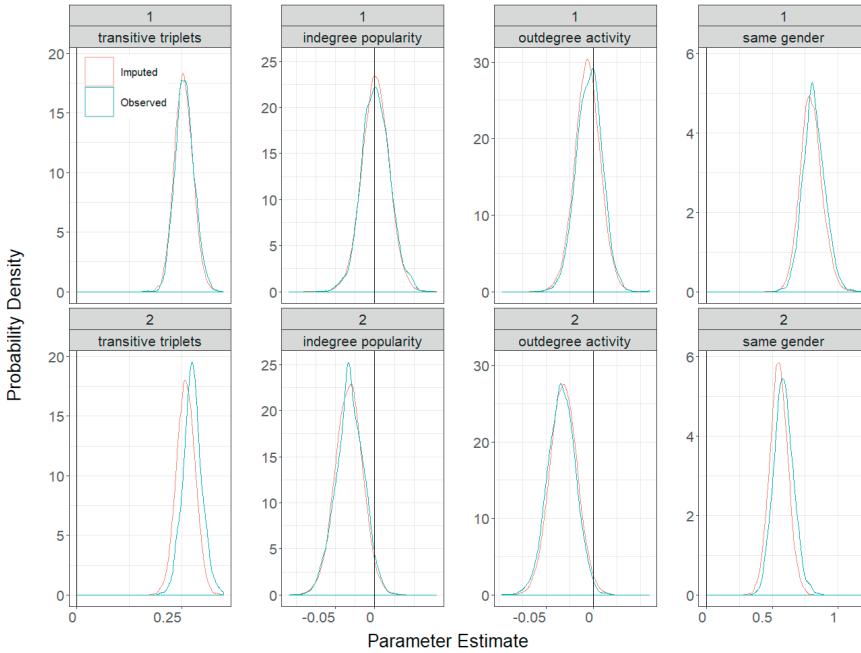 1 1 1 1
transitive triplets indegree popularity outdegree activity same gender
20 15 10 5 0
25 20 15 10 5 0
30 20 10 0
6 4 2 0
Imputed
Observed
Probability Density
2 2 2 2
transitive triplets indegree popularity outdegree activity same gender
20 15 10 5 0
25 20 15 10 5 0
30 20 10 0
6 4 2 0
0 0.25 -0.05 0 -0.05 0 0 0.5 1
Parameter Estimate